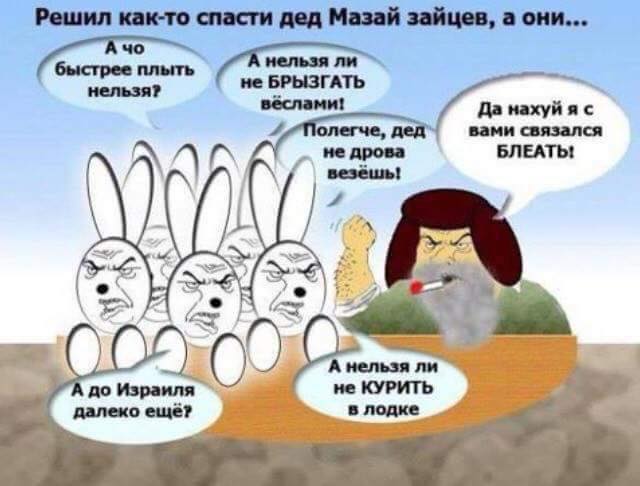 Решил как-то спасти дед Мазай зайцев, а они...
А чо
быстрее плыть
нельзя?
А нельзя ли
не БРЫЗГАТЬ
вёслами!
Полегче, дед
не дрова
везёшь!
Да нахуй я с
вами связался
БЛЕАТЬ!
А до Израиля
далеко ещё?
А нельзя ли
не КУРИТЬ
в лодке